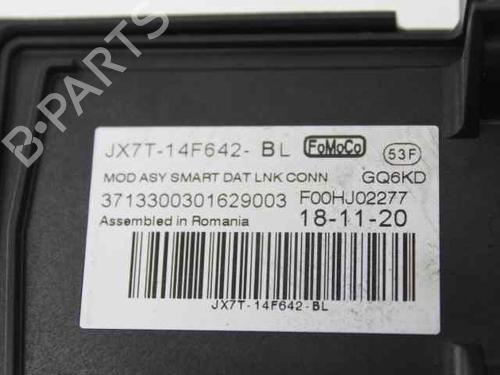 B-PARTS
JX7T-14F642- BL FoMoCo 53F
MOD ASY SMART DAT LNK CONN GQ6KD
3713300301629003 F00HJ02277
Assembled in Romania 18-11-20
JX7T-14F642-BL